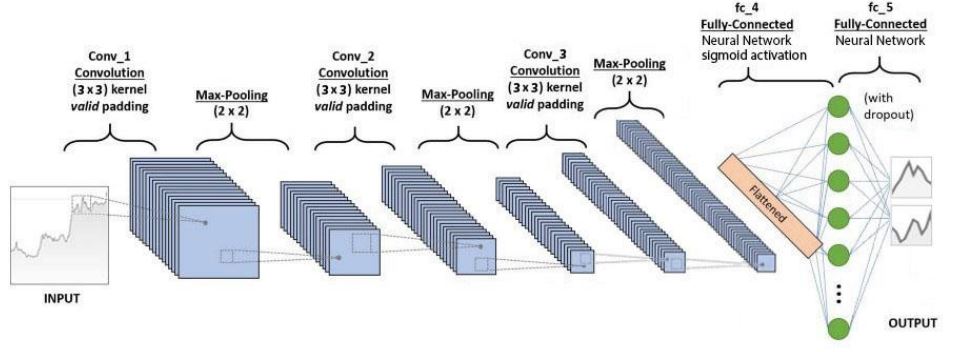 Conv_1
Convolution
(3 x 3) kernel
valid padding
Max-Pooling
(2 x 2)
Conv_2
Convolution
(3 x 3) kernel
valid padding
Max-Pooling
(2 x 2)
Conv_3
Convolution
(3 x 3) kernel
valid padding
Max-Pooling
(2 x 2)
fc_4
Fully-Connected
Neural Network
sigmoid activation
fc_5
Fully-Connected
Neural Network
(with
dropout)
Flattened
INPUT
OUTPUT